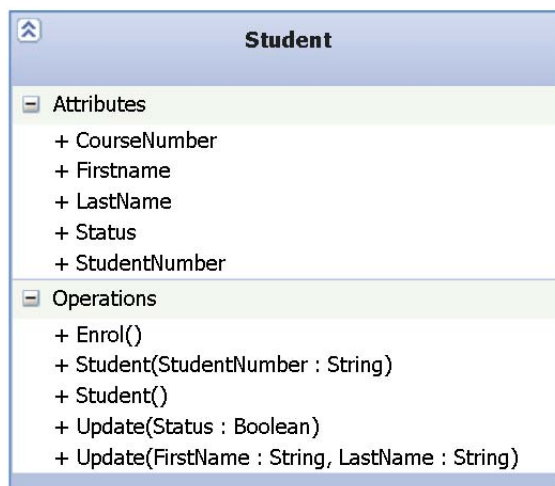 Student
Attributes
+ CourseNumber
+ Firstname
+ LastName
+ Status
+ StudentNumber
Operations
+ Enrol()
+ Student(StudentNumber : String)
+ Student()
+ Update(Status : Boolean)
+ Update(FirstName : String, LastName : String)